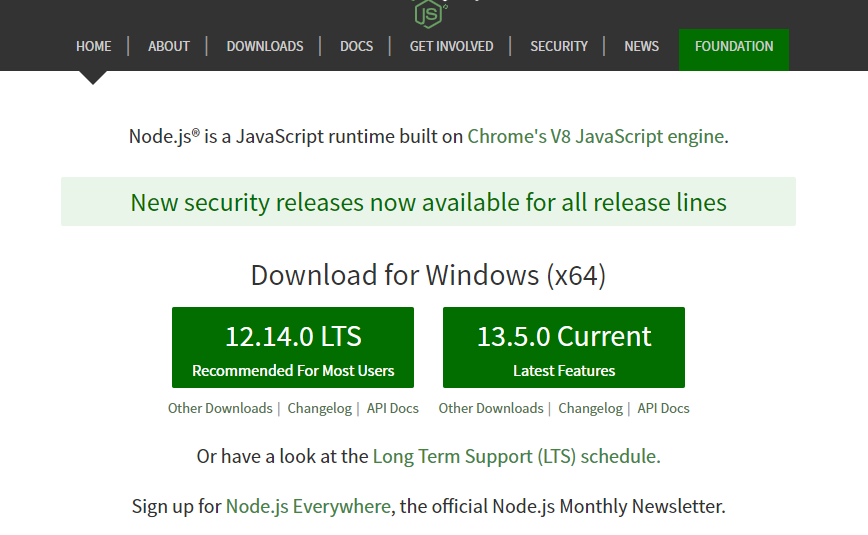 JS
HOME | ABOUT | DOWNLOADS | DOCS | GET INVOLVED | SECURITY | NEWS FOUNDATION
Node.js® is a JavaScript runtime built on Chrome's V8 JavaScript engine.
New security releases now available for all release lines
Download for Windows (x64)
12.14.0 LTS
Recommended For Most Users
13.5.0 Current
Latest Features
Other Downloads | Changelog | API Docs
Other Downloads | Changelog | API Docs
Or have a look at the Long Term Support (LTS) schedule.
Sign up for Node.js Everywhere, the official Node.js Monthly Newsletter.